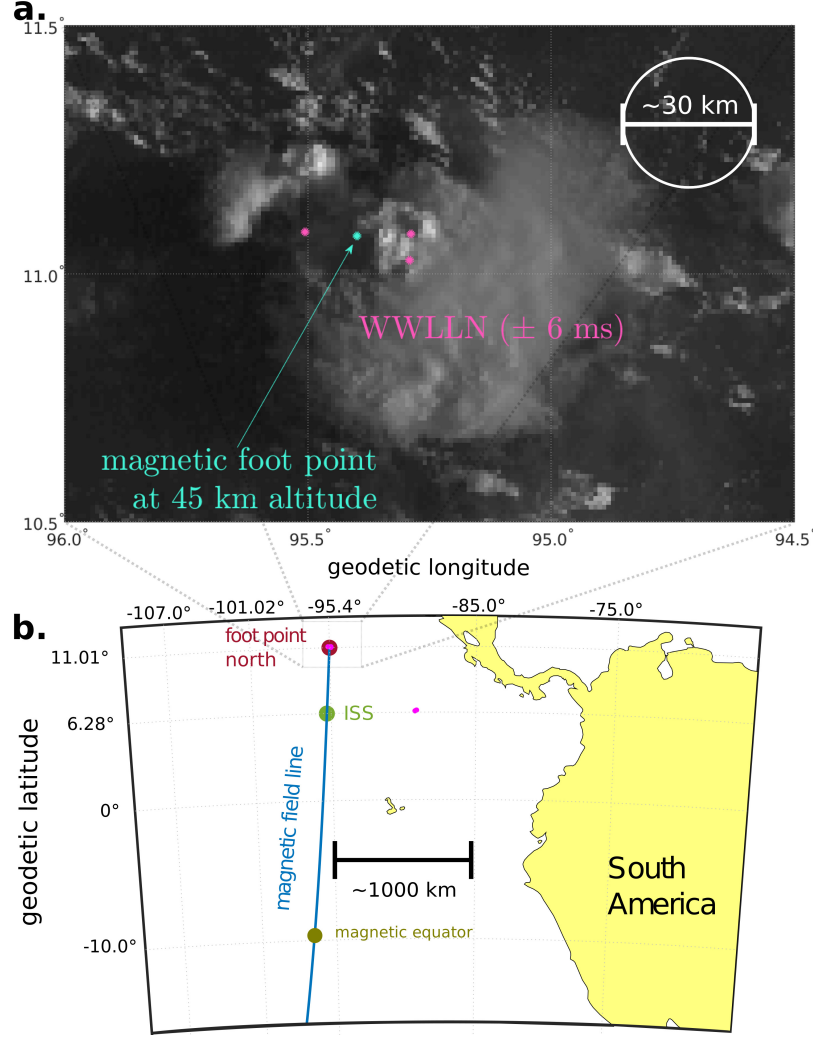 a.
11.5°
~30 km
11.0°
WWLLN (± 6 ms)
magnetic foot point
at 45 km altitude
10.5°
96.0° 95.5° 95.0° 94.5°
geodetic longitude
b.
-107.0° -101.02° -95.4° -85.0° -75.0°
foot point
north
11.01°
ISS
6.28°
magnetic field line
0°
geodetic latitude
~1000 km
South
America
magnetic equator
-10.0°